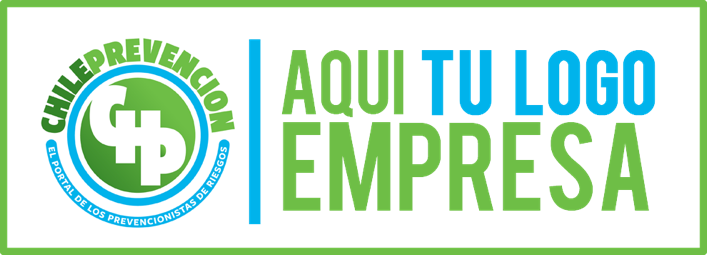 CHILEPREVENCION
CHP
EL PORTAL DE LOS PREVENCIONISTAS DE RIESGOS
AQUI TU LOGO
EMPRESA